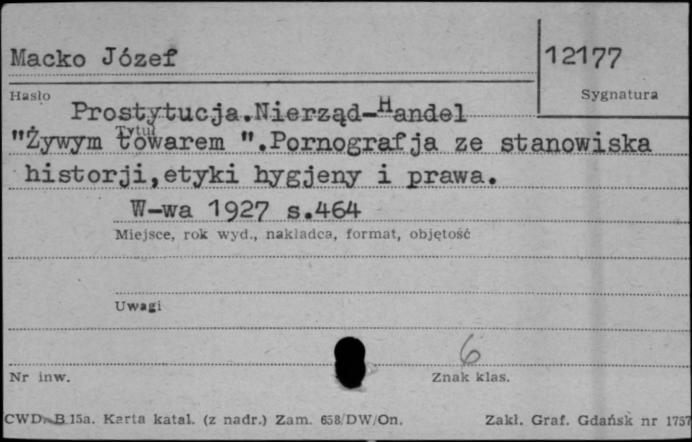 Macko Józef
12177
Hasło
Sygnatura
Prostytucja.Nierząd-Handel
Tytuł
"Żywym towarem ".Pornografja ze stanowiska
historji,etyki hygjeny i prawa.
W-wa 1927 s.464
Miejsce, rok wyd., nakładca, format, objętość
Uwagi
6
Nr inw.
Znak klas.
CWD. B 15a. Karta katal. (z nadr.) Zam. 658/DW/On.
Zakł. Graf. Gdańsk nr 1757